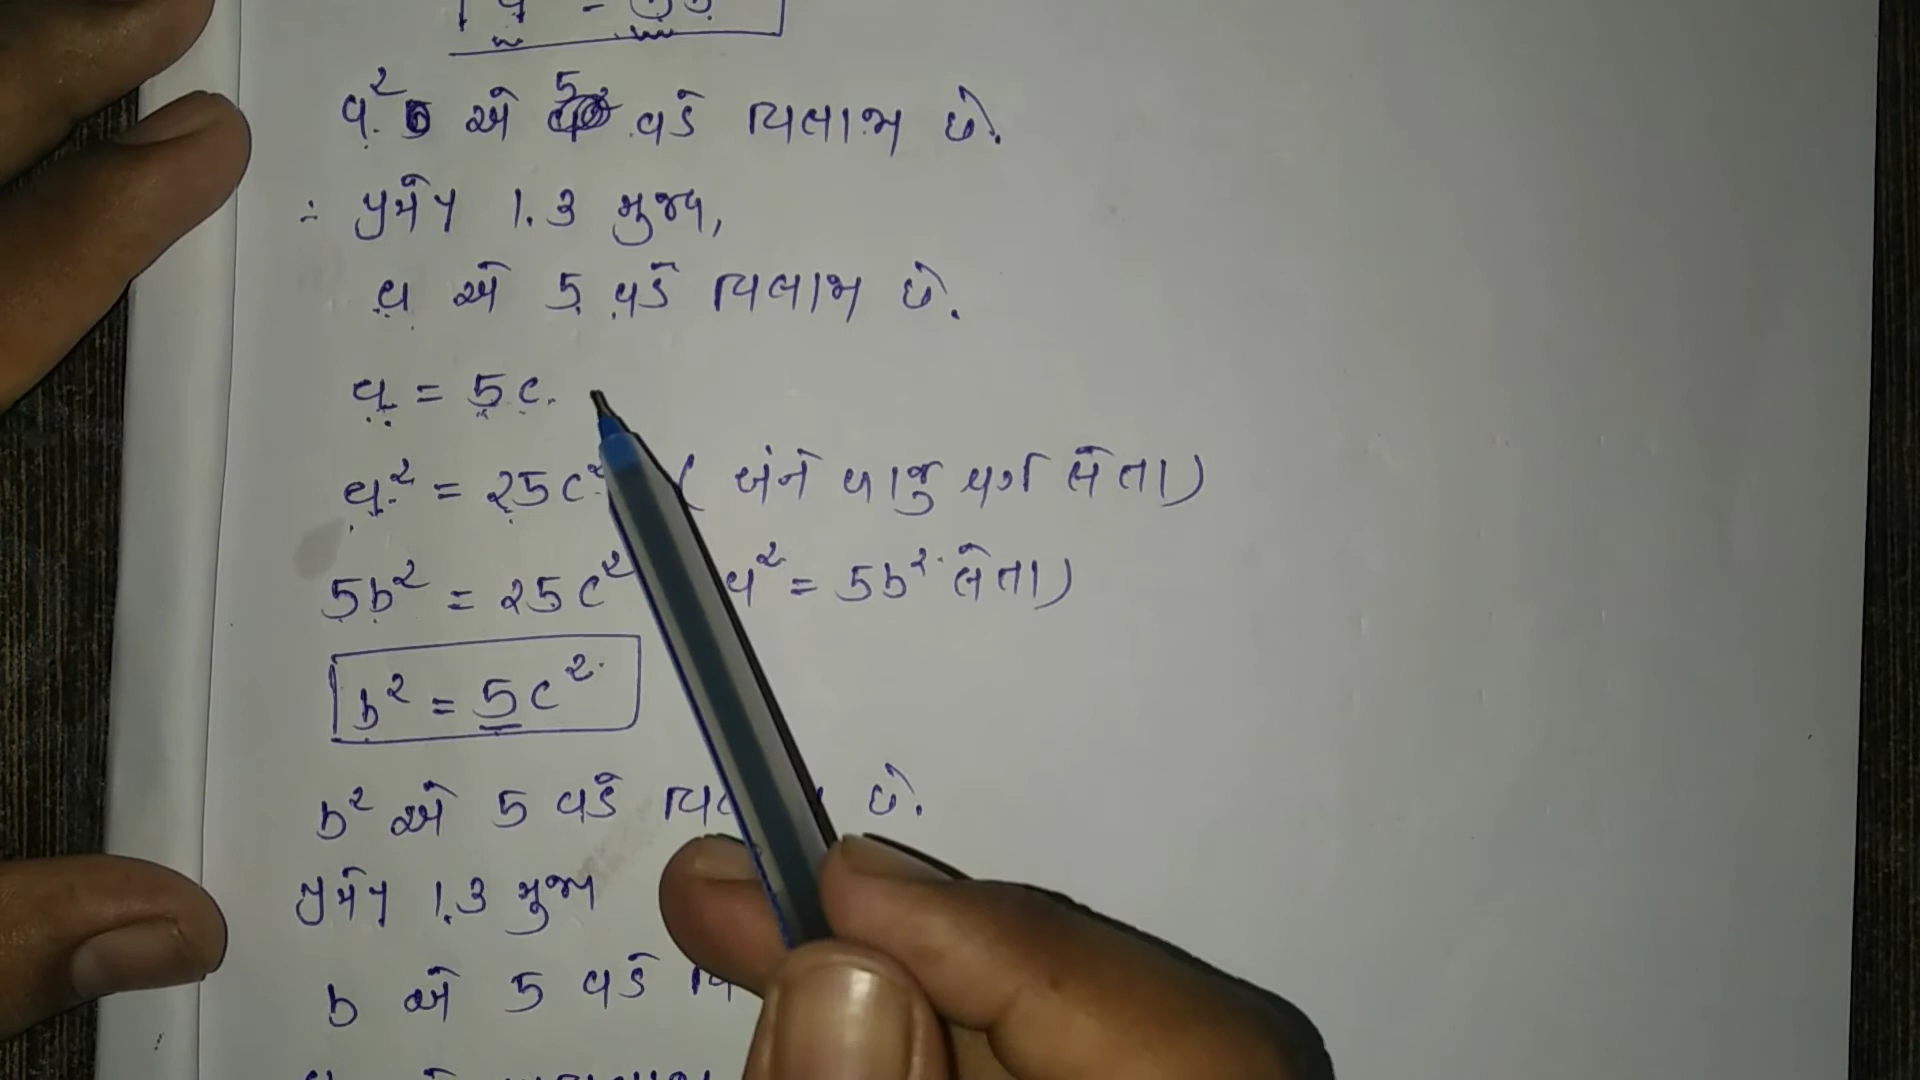 a² એ 5 વડે વિભાજ્ય છે.
∴ પ્રમેય 1.3 મુજબ,
a એ 5 વડે વિભાજ્ય છે.
a = 5c.
a² = 25c² ( બંને બાજુ વર્ગ લેતા)
5b² = 25c² a² = 5b² લેતા)
b² = 5c²
b² એ 5 વડે છે.
પ્રમેય 1.3 મુજબ
b એ 5 વડે